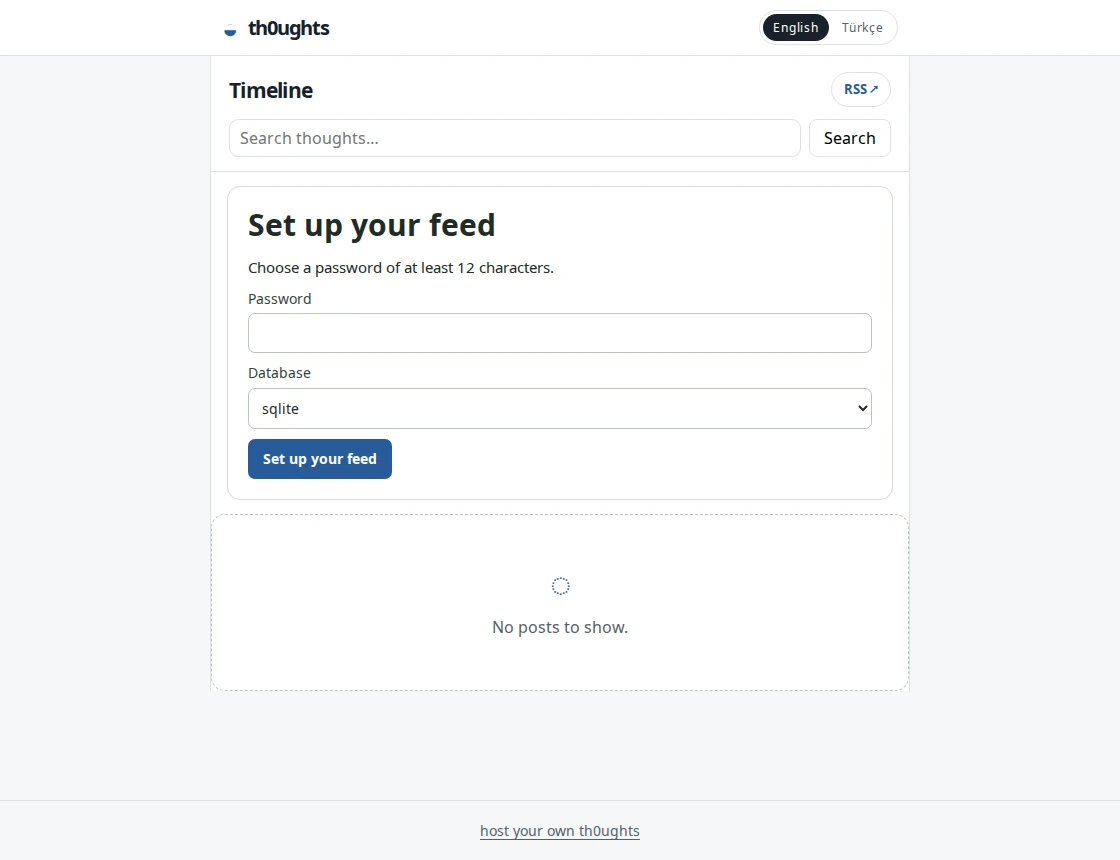 th0ughts
English Türkçe
Timeline
RSS↗
Search thoughts...
Search
Set up your feed
Choose a password of at least 12 characters.
Password
Database
sqlite
Set up your feed
No posts to show.
host your own th0ughts